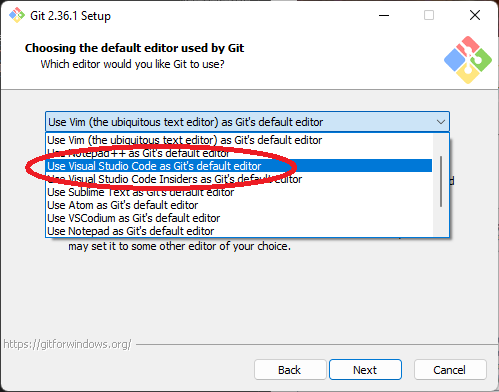 Git 2.36.1 Setup
Choosing the default editor used by Git
Which editor would you like Git to use?
Use Vim (the ubiquitous text editor) as Git's default editor
Use Vim (the ubiquitous text editor) as Git's default editor
Use Notepad++ as Git's default editor
Use Visual Studio Code as Git's default editor
Use Visual Studio Code Insiders as Git's default editor
Use Sublime Text as Git's default editor
Use Atom as Git's default editor
Use VSCodium as Git's default editor
Use Notepad as Git's default editor
may set it to some other editor of your choice.
https://gitforwindows.org/
Back
Next
Cancel